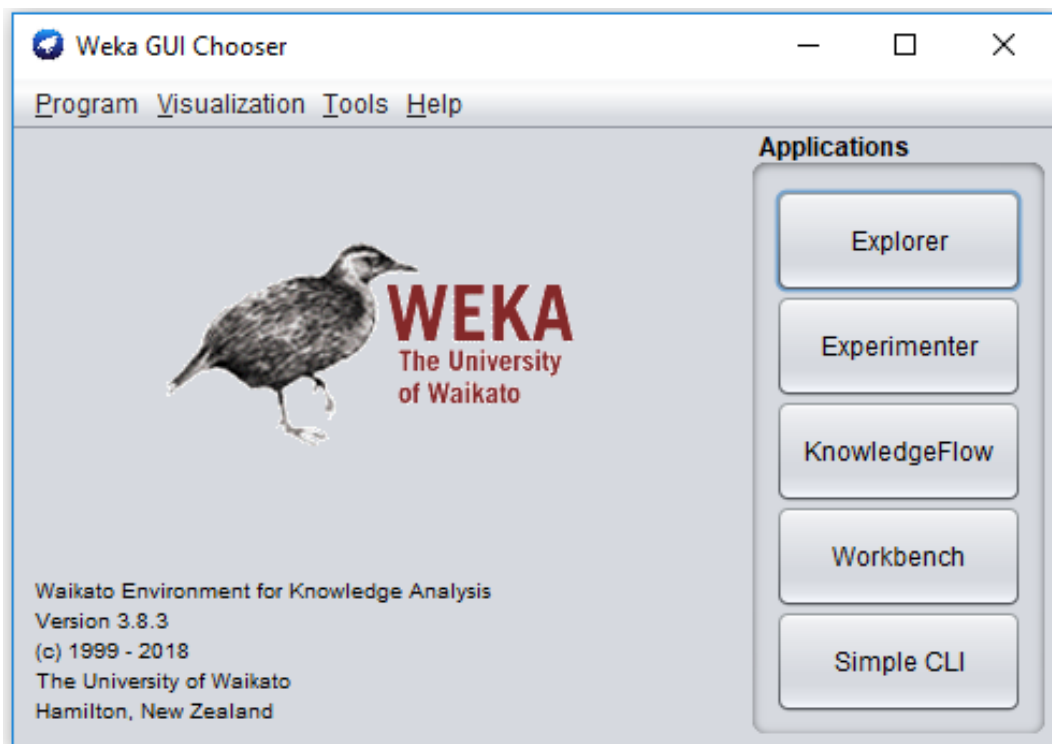 Weka GUI Chooser
Program Visualization Tools Help
Applications
Explorer
Experimenter
KnowledgeFlow
Workbench
Simple CLI
WEKA
The University
of Waikato
Waikato Environment for Knowledge Analysis
Version 3.8.3
(c) 1999 - 2018
The University of Waikato
Hamilton, New Zealand